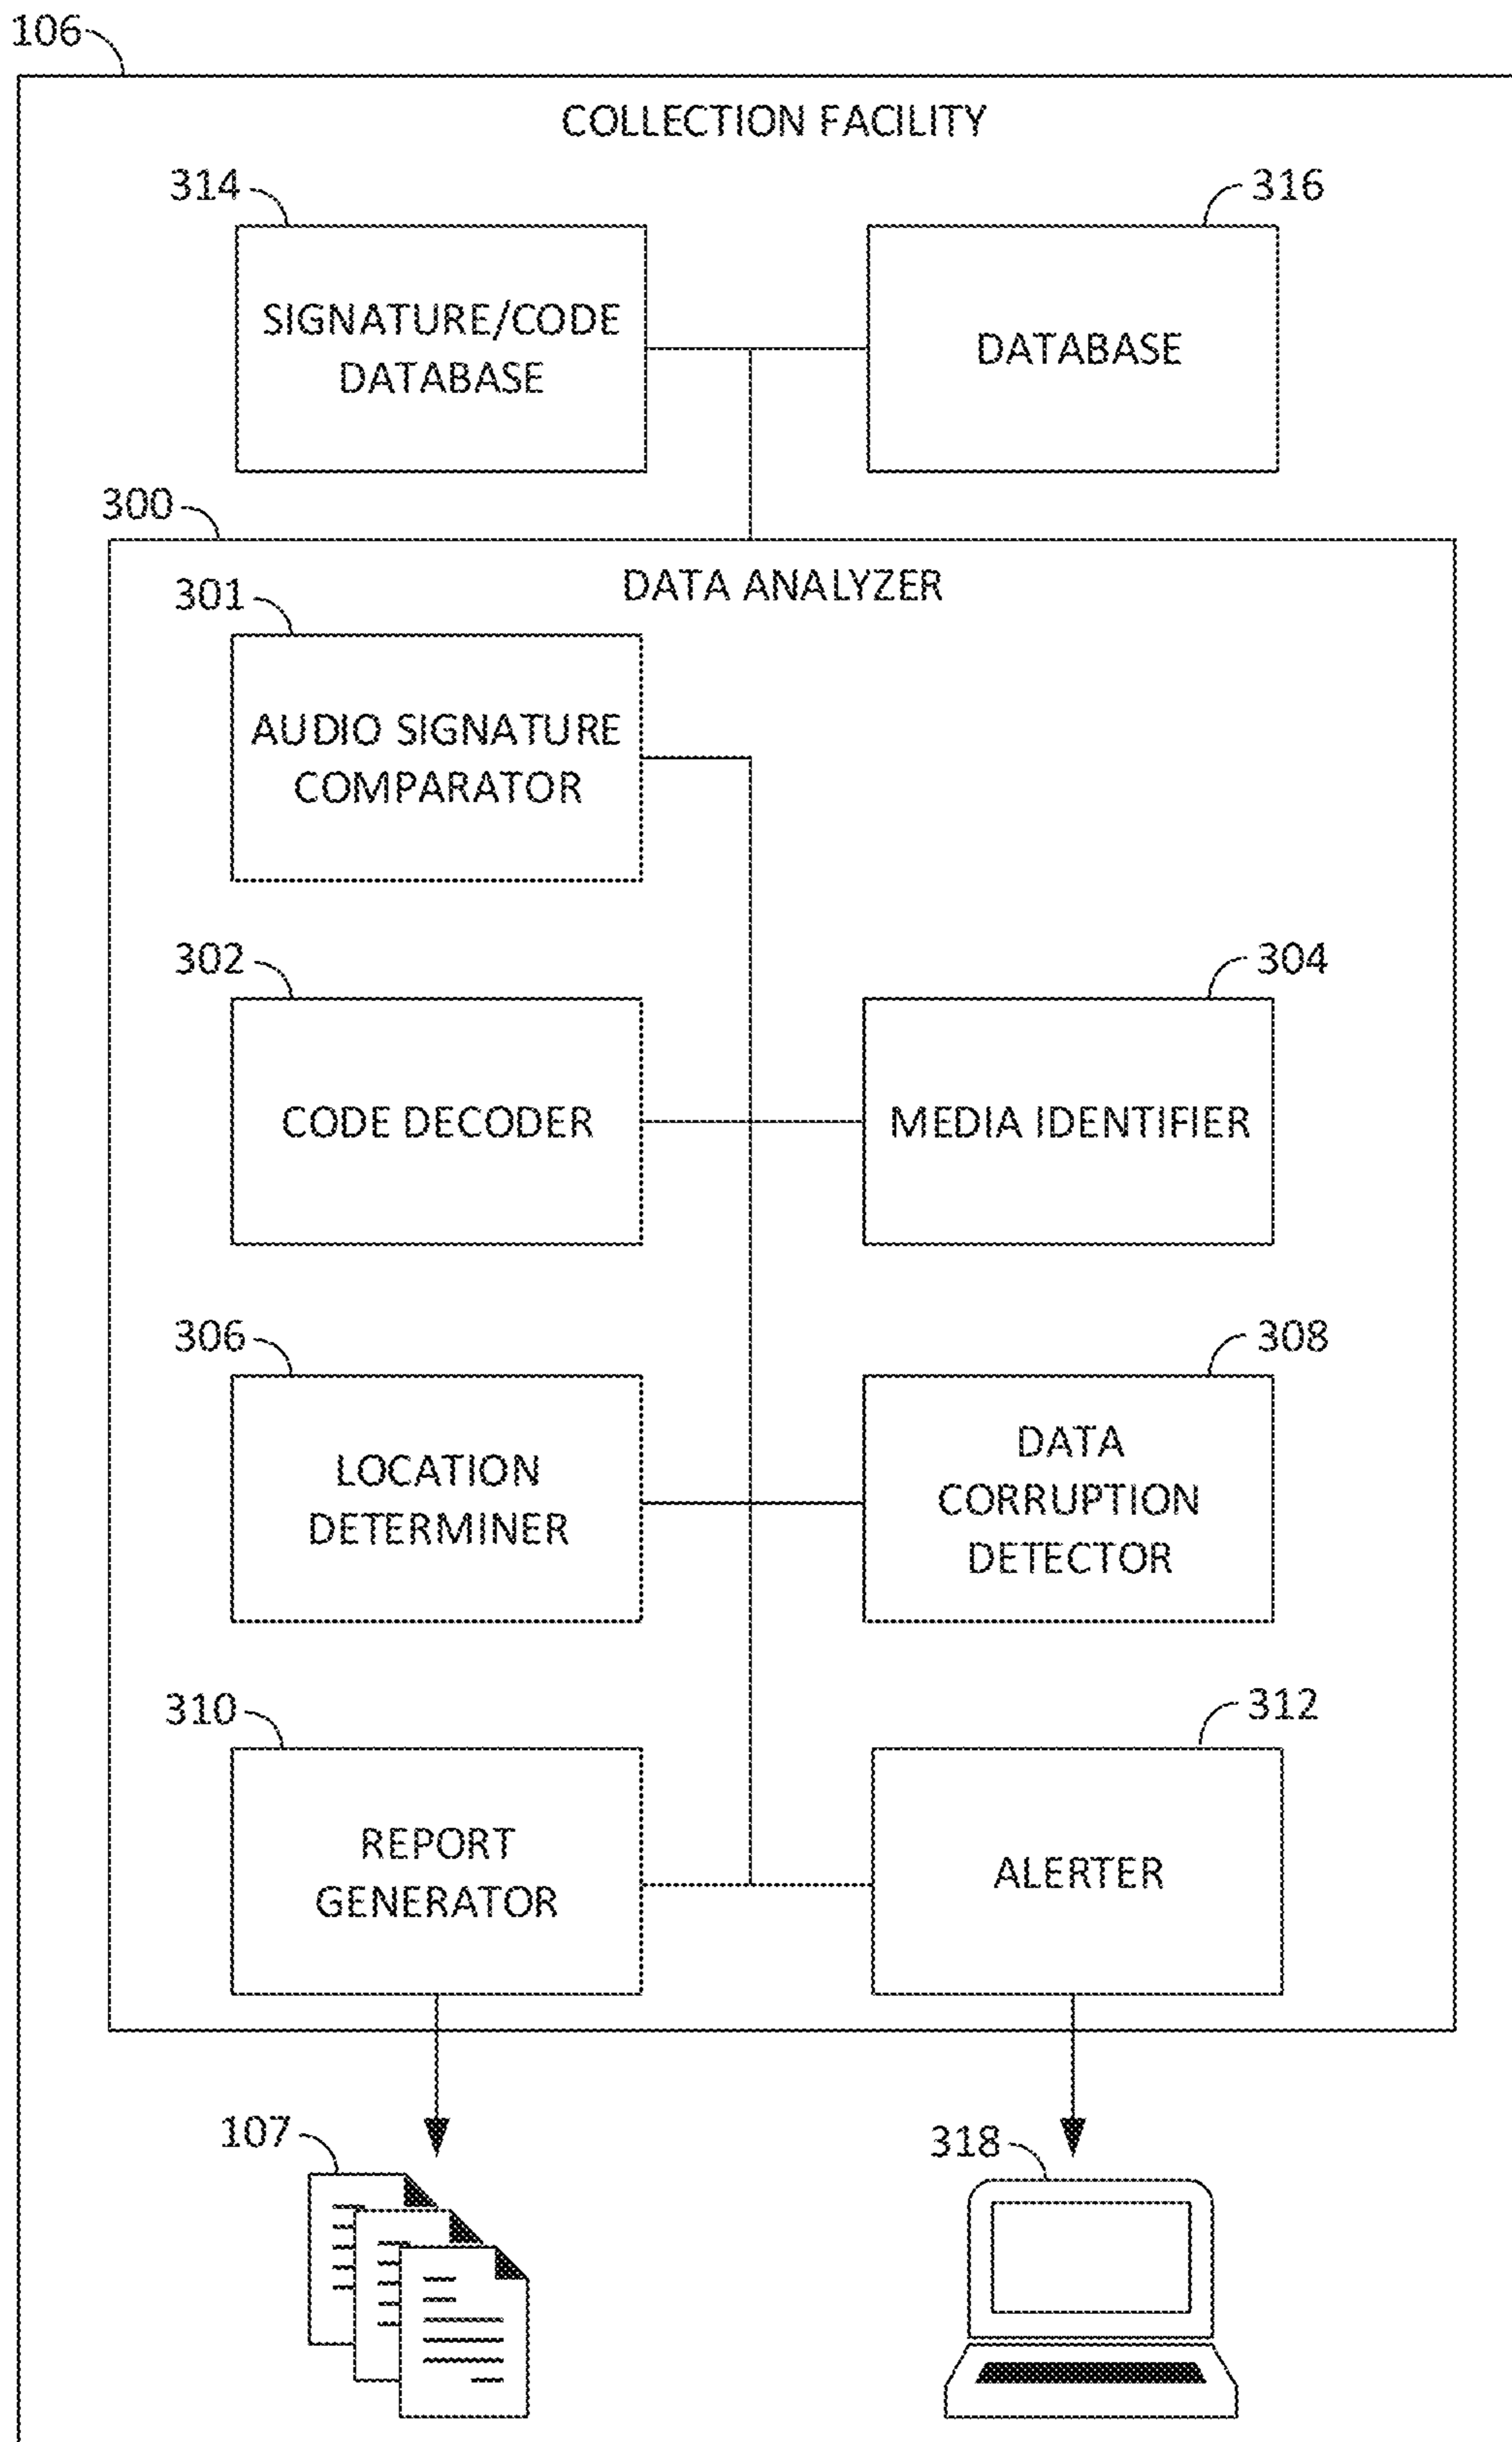 106
COLLECTION FACILITY
314
316
SIGNATURE/CODE
DATABASE
DATABASE
300
DATA ANALYZER
301
AUDIO SIGNATURE
COMPARATOR
302
304
CODE DECODER
MEDIA IDENTIFIER
306
308
LOCATION
DETERMINER
DATA
CORRUPTION
DETECTOR
310
312
REPORT
GENERATOR
ALERTER
107
318